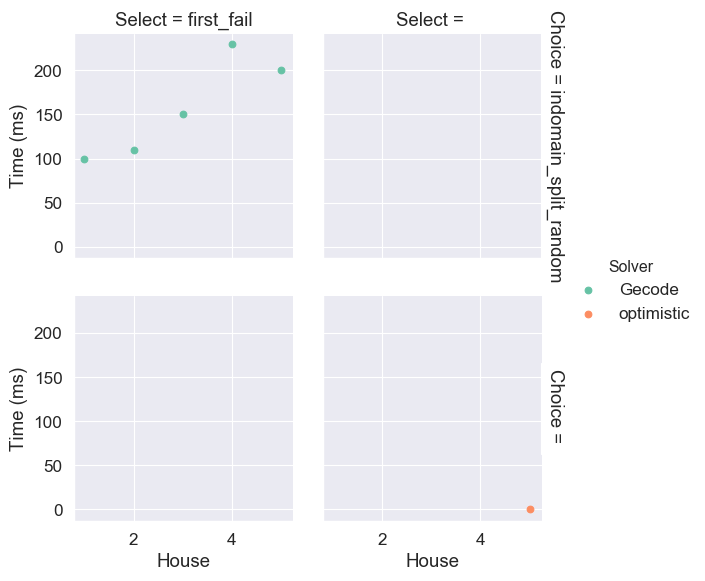 Select = first_fail
Select =
Choice = indomain_split_random
Time (ms)
200
150
100
50
0
Solver
Gecode
optimistic
Choice =
Time (ms)
200
150
100
50
0
2
4
2
4
House
House